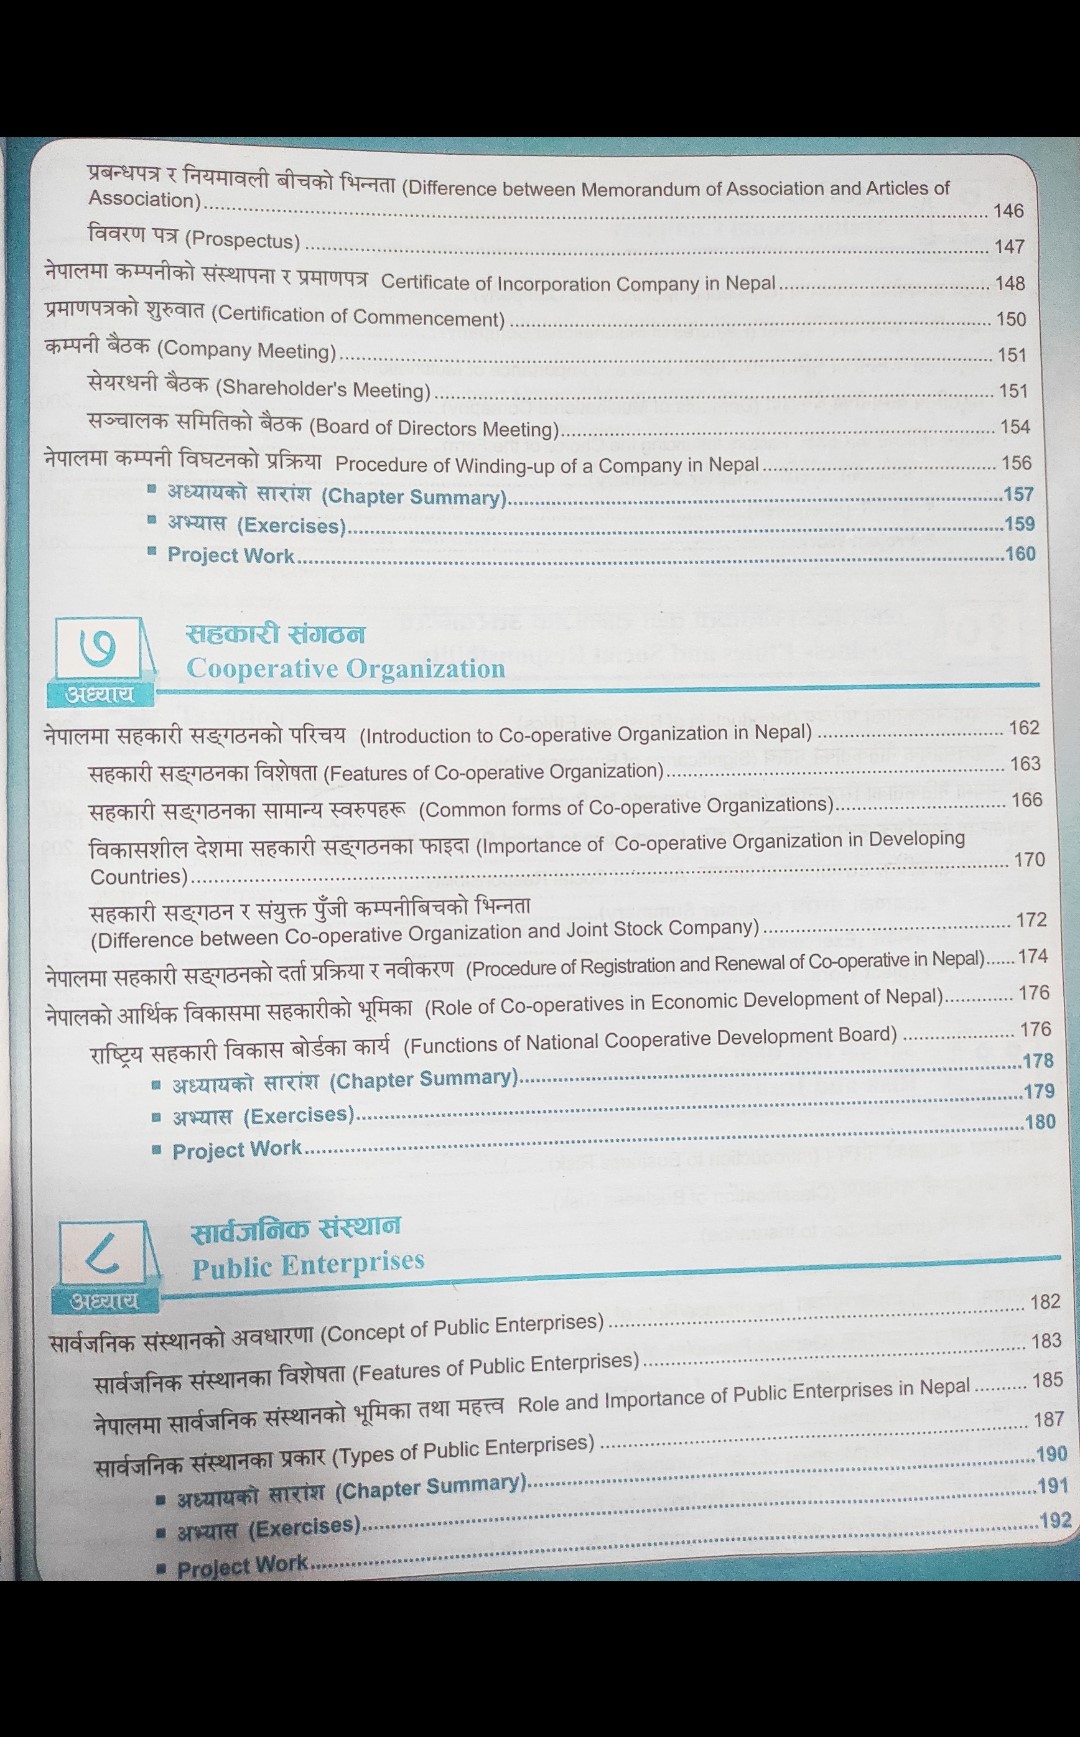 प्रबन्धपत्र र नियमावली बीचको भिन्नता (Difference between Memorandum of Association and Articles of
Association)........ 146
विवरण पत्र (Prospectus)........ 147
नेपालमा कम्पनीको संस्थापना र प्रमाणपत्र Certificate of Incorporation Company in Nepal........ 148
प्रमाणपत्रको शुरुवात (Certification of Commencement)........ 150
कम्पनी बैठक (Company Meeting)........ 151
सेयरधनी बैठक (Shareholder's Meeting)........ 151
सञ्चालक समितिको बैठक (Board of Directors Meeting)........ 154
नेपालमा कम्पनी विघटनको प्रक्रिया Procedure of Winding-up of a Company in Nepal........ 156
▪ अध्यायको सारांश (Chapter Summary)........157
▪ अभ्यास (Exercises)........159
▪ Project Work........160
७
अध्याय
सहकारी संगठन
Cooperative Organization
नेपालमा सहकारी सङ्गठनको परिचय (Introduction to Co-operative Organization in Nepal)........ 162
सहकारी सङ्गठनका विशेषता (Features of Co-operative Organization)........ 163
सहकारी सङ्गठनका सामान्य स्वरुपहरू (Common forms of Co-operative Organizations)........ 166
विकासशील देशमा सहकारी सङ्गठनका फाइदा (Importance of Co-operative Organization in Developing
Countries)........ 170
सहकारी सङ्गठन र संयुक्त पुँजी कम्पनीबिचको भिन्नता
(Difference between Co-operative Organization and Joint Stock Company)........ 172
नेपालमा सहकारी सङ्गठनको दर्ता प्रक्रिया र नवीकरण (Procedure of Registration and Renewal of Co-operative in Nepal)...... 174
नेपालको आर्थिक विकासमा सहकारीको भूमिका (Role of Co-operatives in Economic Development of Nepal)........ 176
राष्ट्रिय सहकारी विकास बोर्डका कार्य (Functions of National Cooperative Development Board)........ 176
▪ अध्यायको सारांश (Chapter Summary)........178
▪ अभ्यास (Exercises)........179
▪ Project Work........180
८
अध्याय
सार्वजनिक संस्थान
Public Enterprises
सार्वजनिक संस्थानको अवधारणा (Concept of Public Enterprises)........ 182
सार्वजनिक संस्थानका विशेषता (Features of Public Enterprises)........ 183
नेपालमा सार्वजनिक संस्थानको भूमिका तथा महत्त्व Role and Importance of Public Enterprises in Nepal........ 185
सार्वजनिक संस्थानका प्रकार (Types of Public Enterprises)........ 187
▪ अध्यायको सारांश (Chapter Summary)........190
▪ अभ्यास (Exercises)........191
▪ Project Work........192